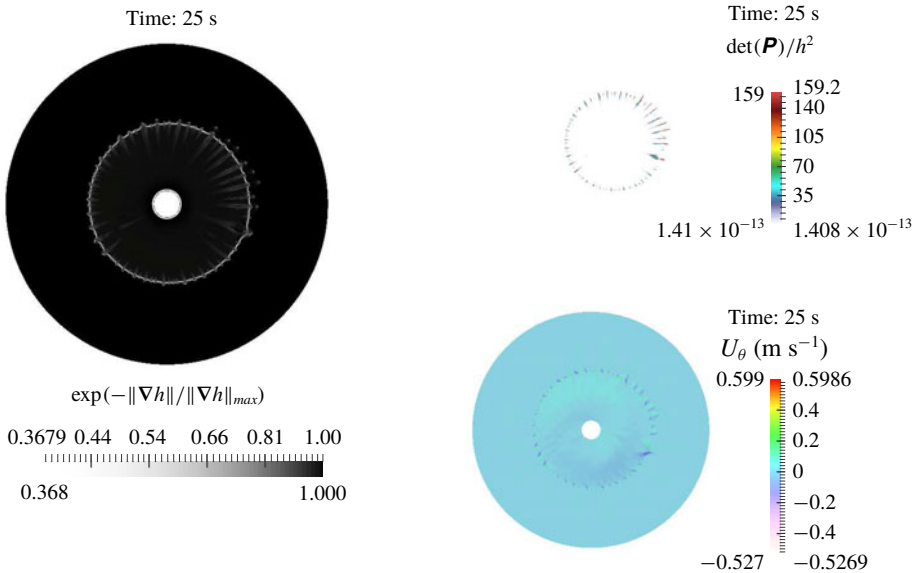 Time: 25 s
exp(−‖∇h‖/‖∇h‖max)
0.3679 0.44 0.54 0.66 0.81 1.00
0.368 1.000
Time: 25 s
det(P)/h²
159 159.2
140
105
70
35
1.41 × 10⁻¹³ 1.408 × 10⁻¹³
Time: 25 s
Uθ (m s⁻¹)
0.599 0.5986
0.4
0.2
0
−0.2
−0.4
−0.527 −0.5269